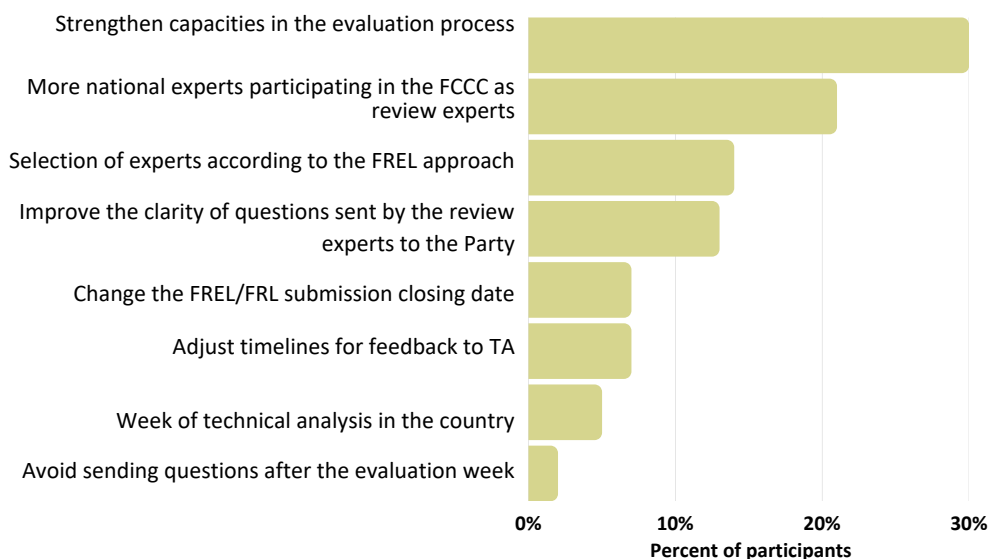 Strengthen capacities in the evaluation process
More national experts participating in the FCCC as
review experts
Selection of experts according to the FREL approach
Improve the clarity of questions sent by the review
experts to the Party
Change the FREL/FRL submission closing date
Adjust timelines for feedback to TA
Week of technical analysis in the country
Avoid sending questions after the evaluation week
0% 10% 20% 30%
Percent of participants